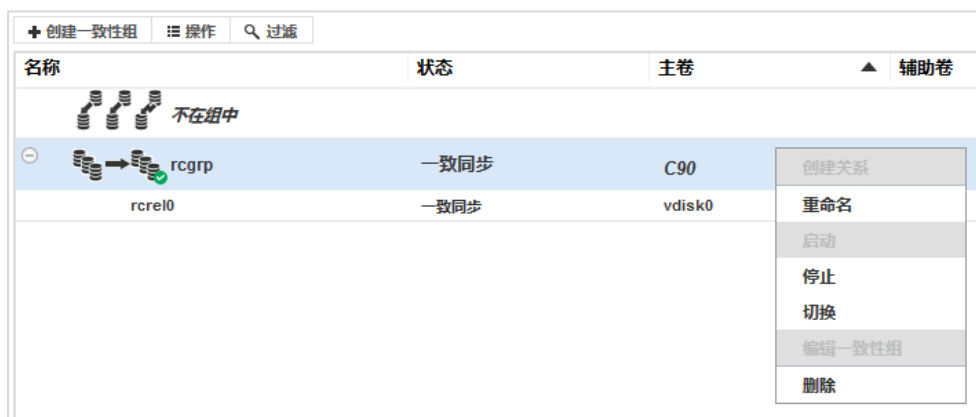 创建一致性组 操作 过滤
名称 状态 主卷 辅助卷
不在组中
rcgrp 一致同步 C90
rcrel0 一致同步 vdisk0
创建关系
重命名
启动
停止
切换
编辑一致性组
删除